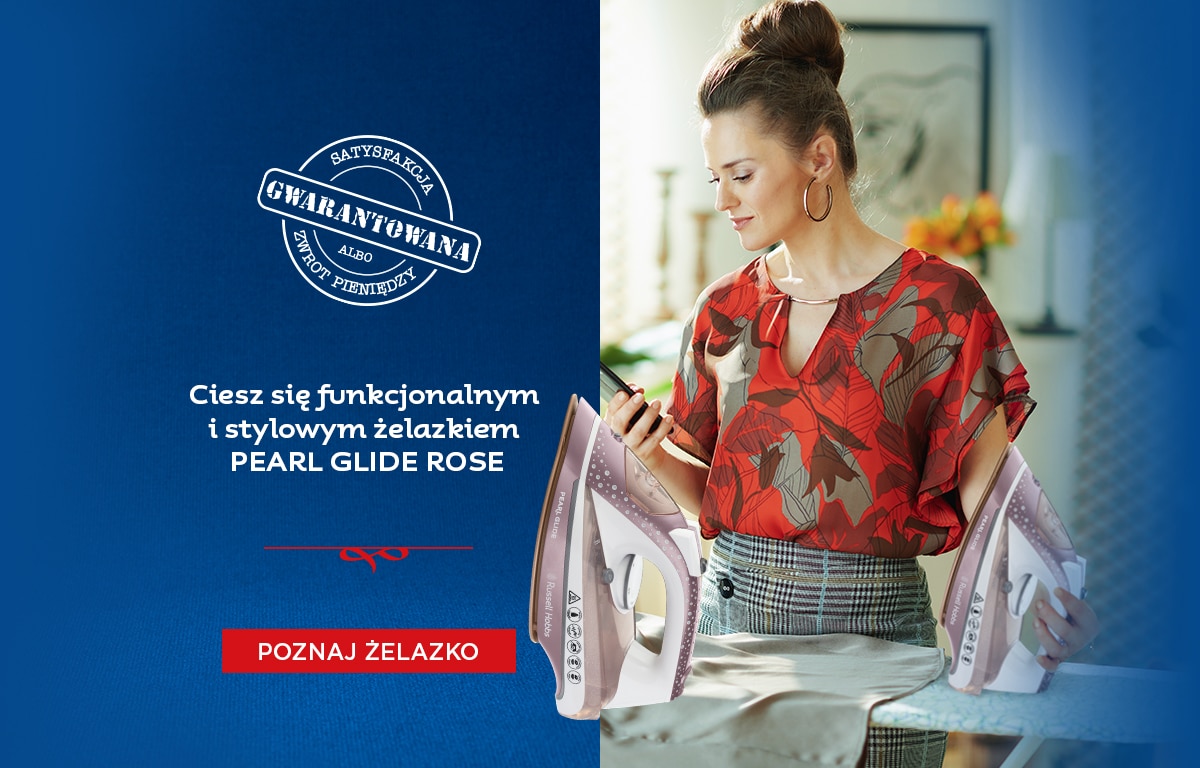 SATYSFAKCJA
GWARANTOWANA
ALBO
ZWROT PIENIĘDZY
Ciesz się funkcjonalnym
i stylowym żelazkiem
PEARL GLIDE ROSE
POZNAJ ŻELAZKO
PEARL GLIDE
Russell Hobbs
PEARL GLIDE
Russell Hobbs